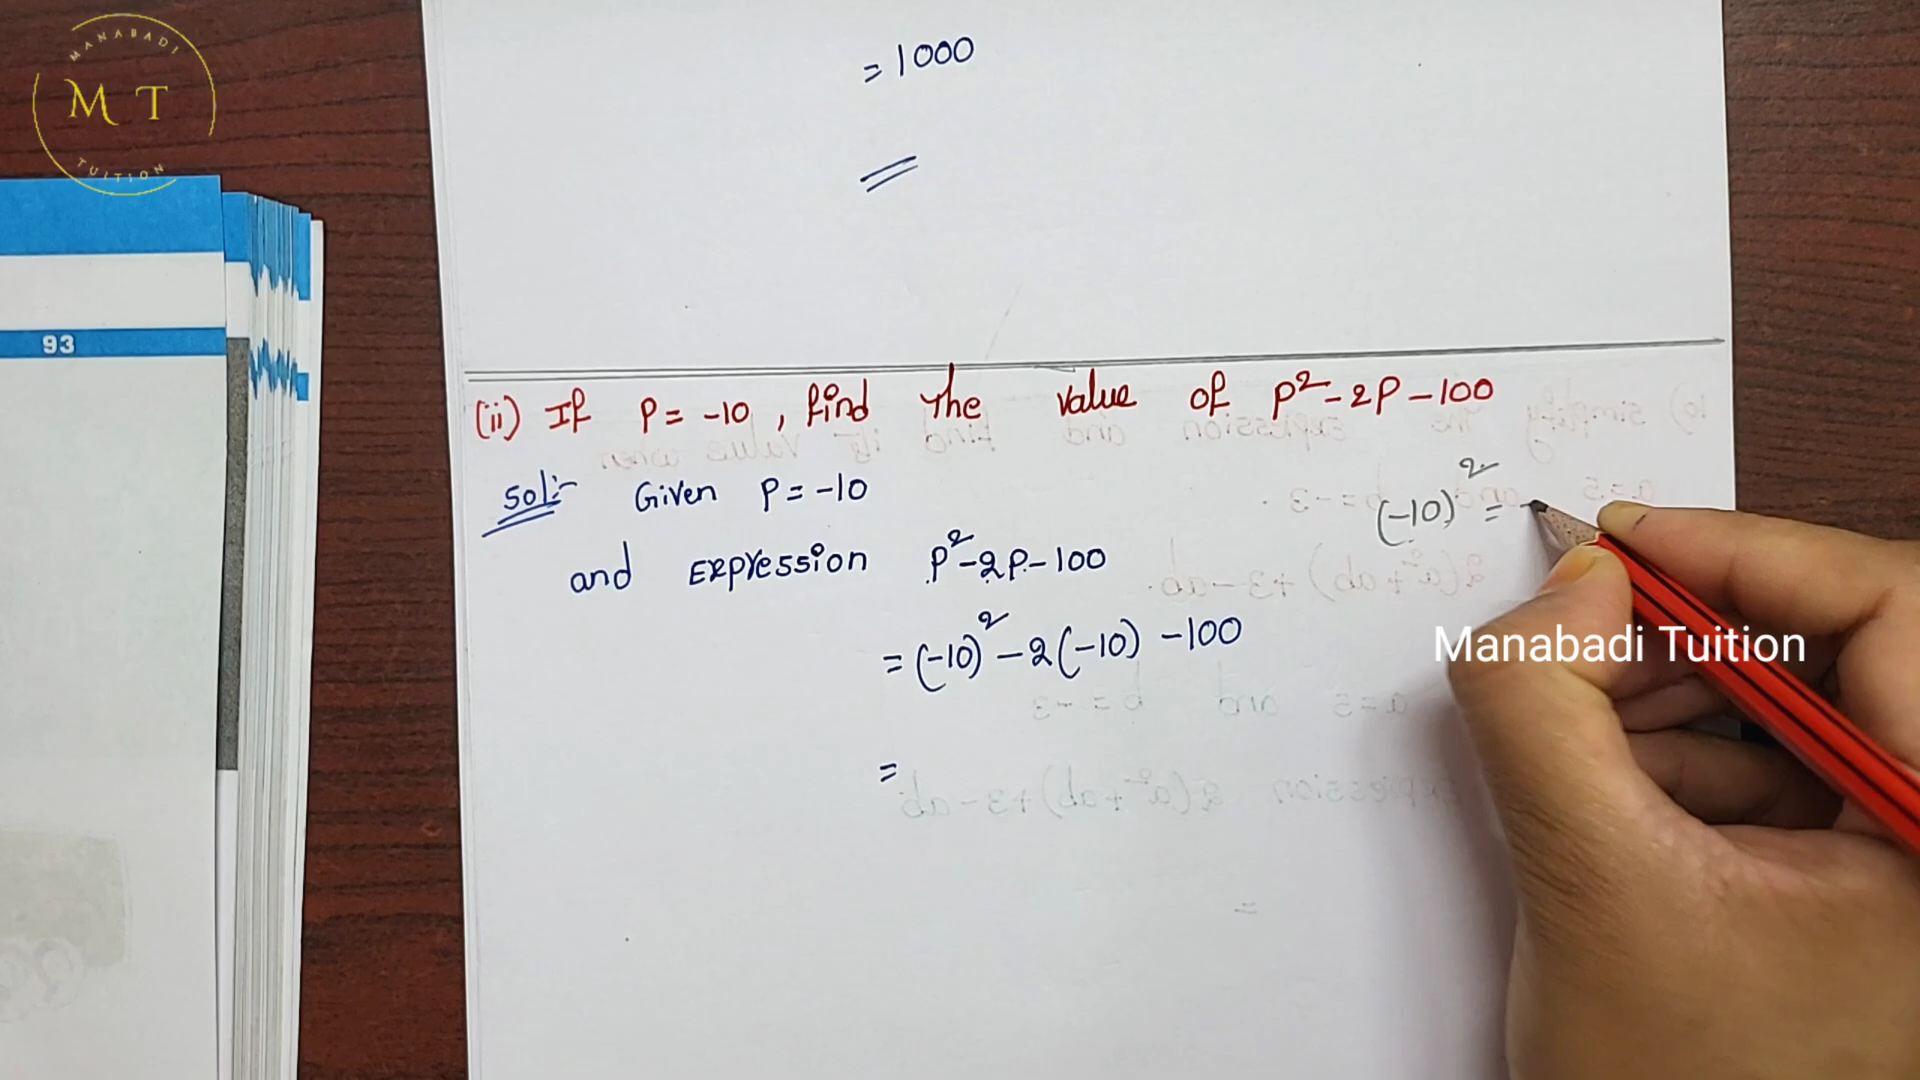 MANABADI
M T
TUITION
= 1000
93
(ii) If P = -10, find the value of P² - 2P - 100
Sol:- Given P = -10
(-10)² = -
and Expression P² - 2P - 100
= (-10)² - 2(-10) - 100
Manabadi Tuition
=